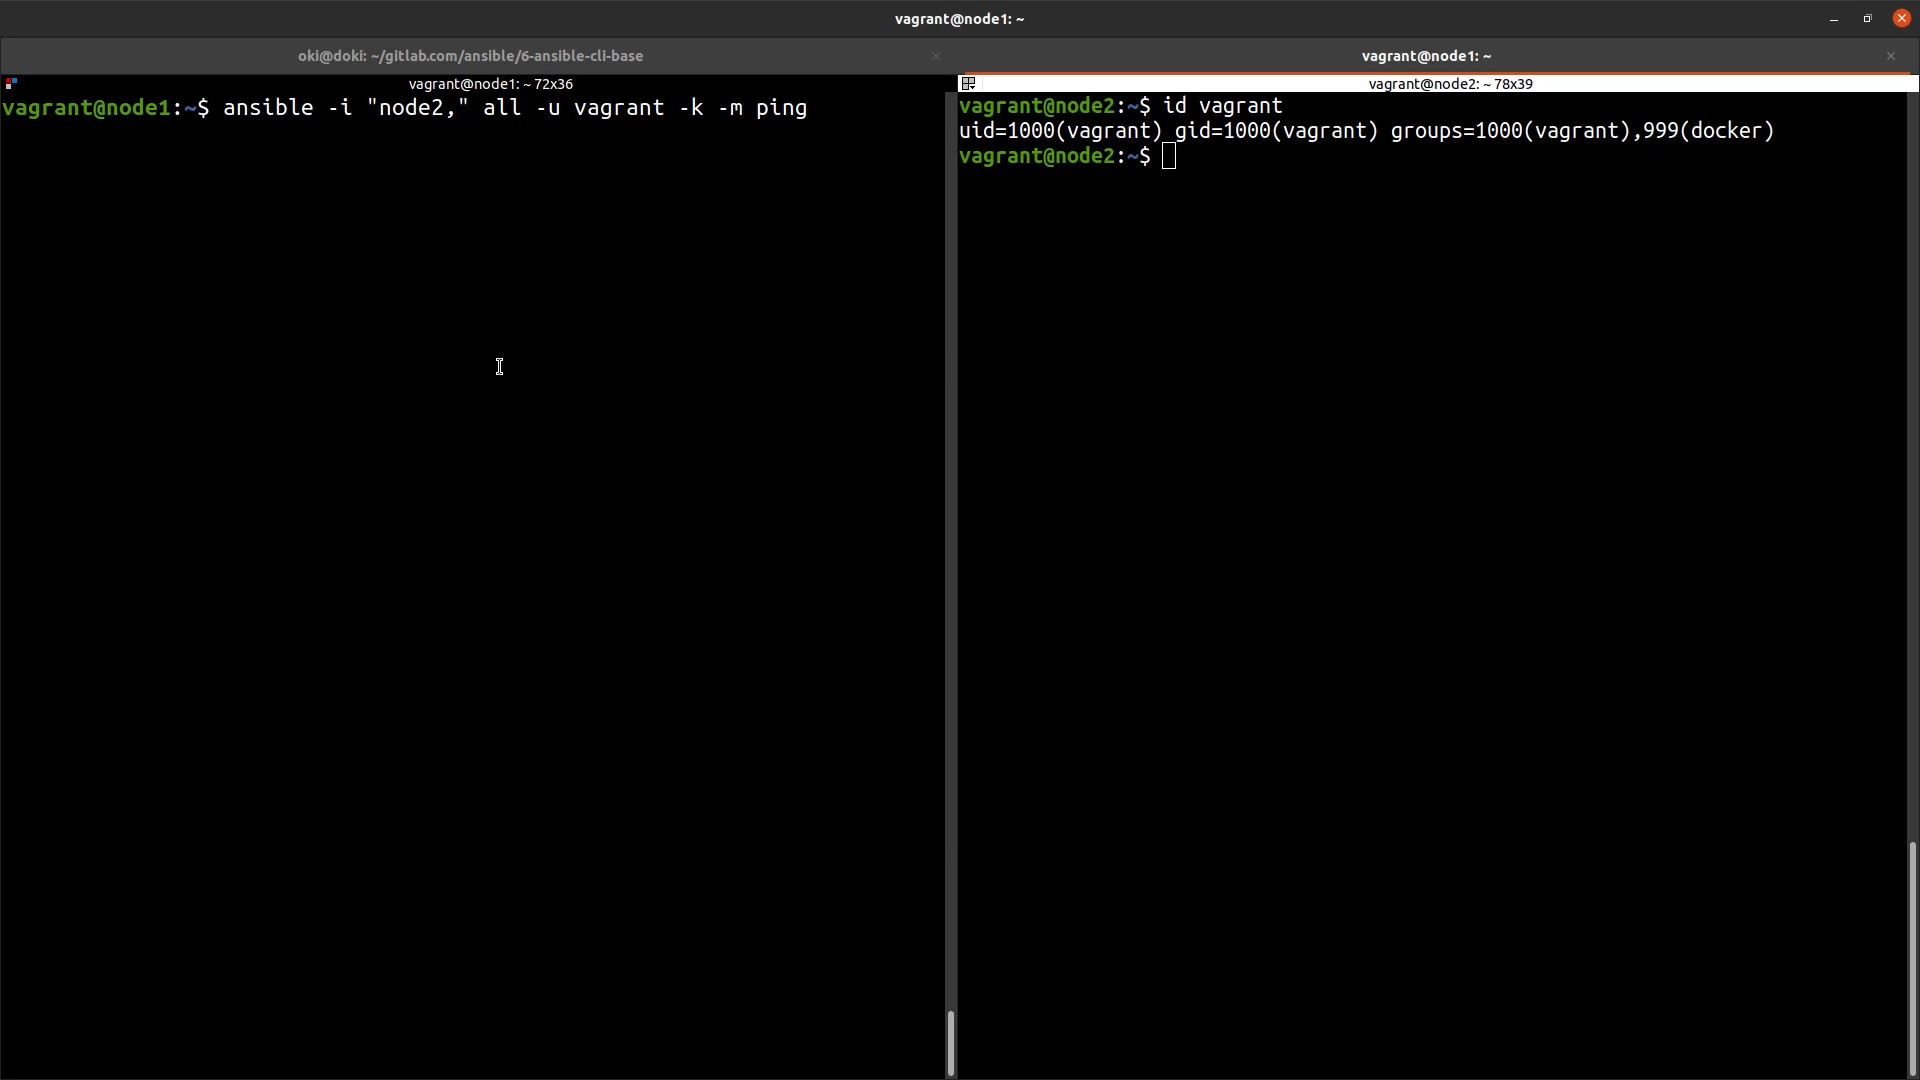 vagrant@node1: ~
oki@doki: ~/gitlab.com/ansible/6-ansible-cli-base
vagrant@node1: ~
vagrant@node1: ~ 72x36
vagrant@node1:~$ ansible -i "node2," all -u vagrant -k -m ping
vagrant@node2: ~ 78x39
vagrant@node2:~$ id vagrant
uid=1000(vagrant) gid=1000(vagrant) groups=1000(vagrant),999(docker)
vagrant@node2:~$